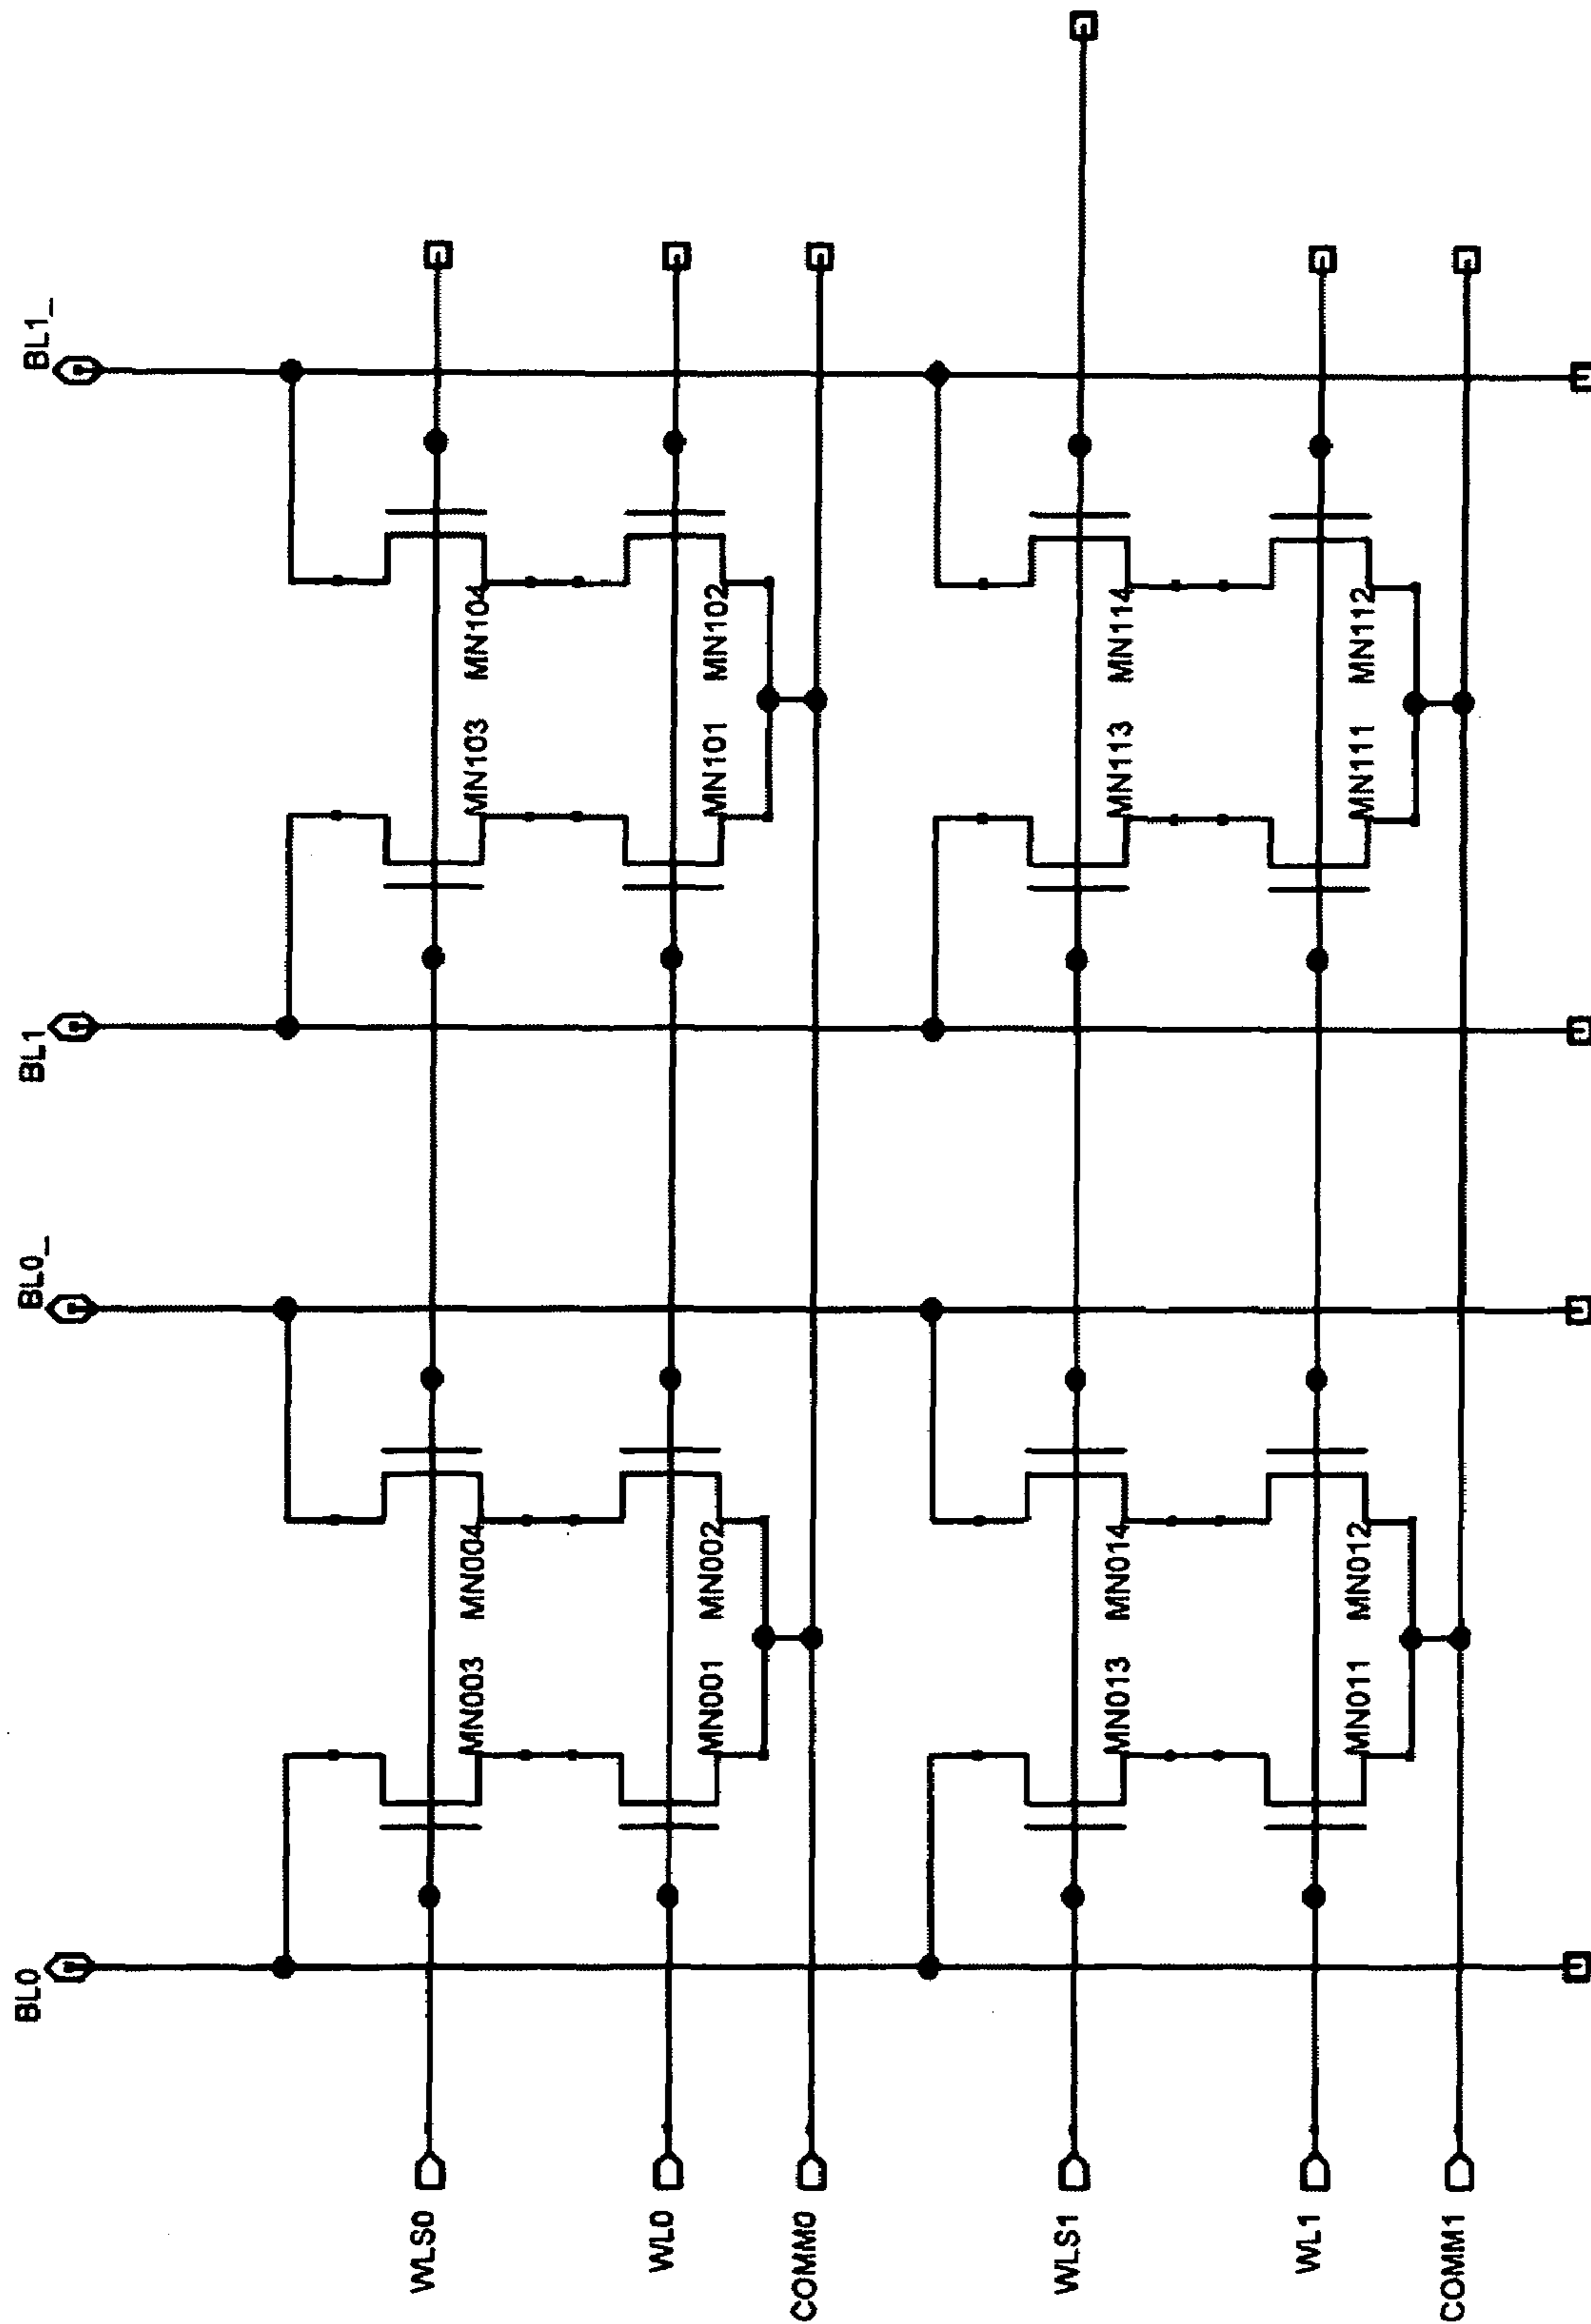 BL0
BL0_
BL1
BL1_
WLS0
MN003 MN004
MN103 MN104
WL0
MN001 MN002
MN101 MN102
COMM0
WLS1
MN013 MN014
MN113 MN114
WL1
MN011 MN012
MN111 MN112
COMM1